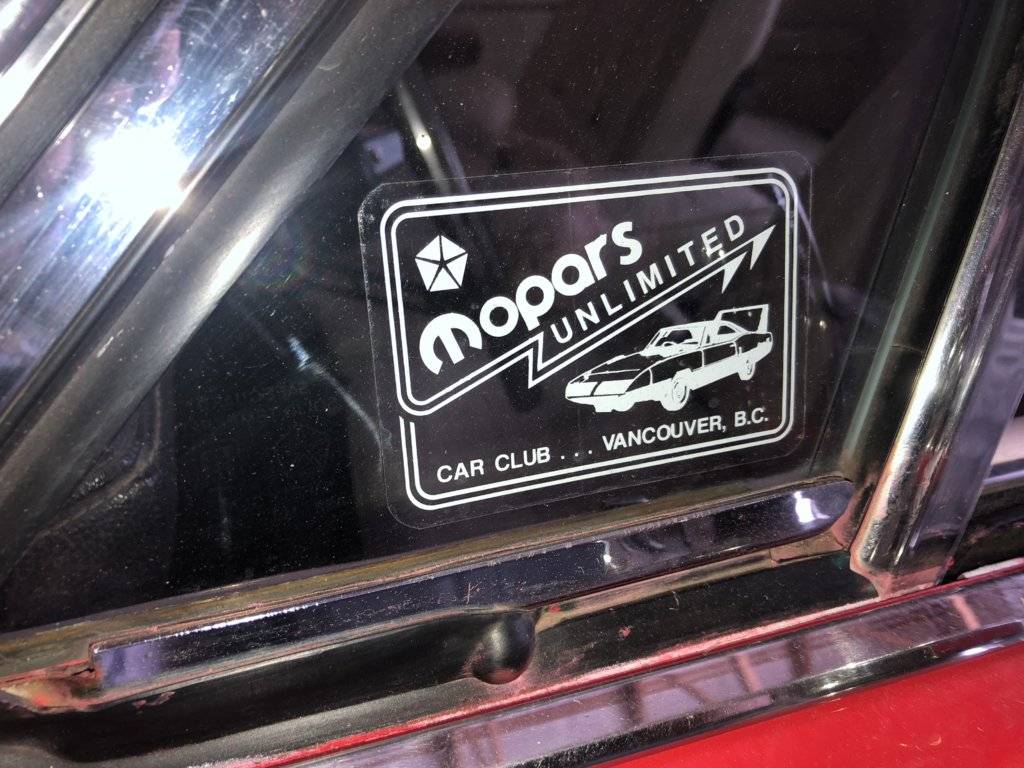 mopars
UNLIMITED
CAR CLUB . . . VANCOUVER, B.C.